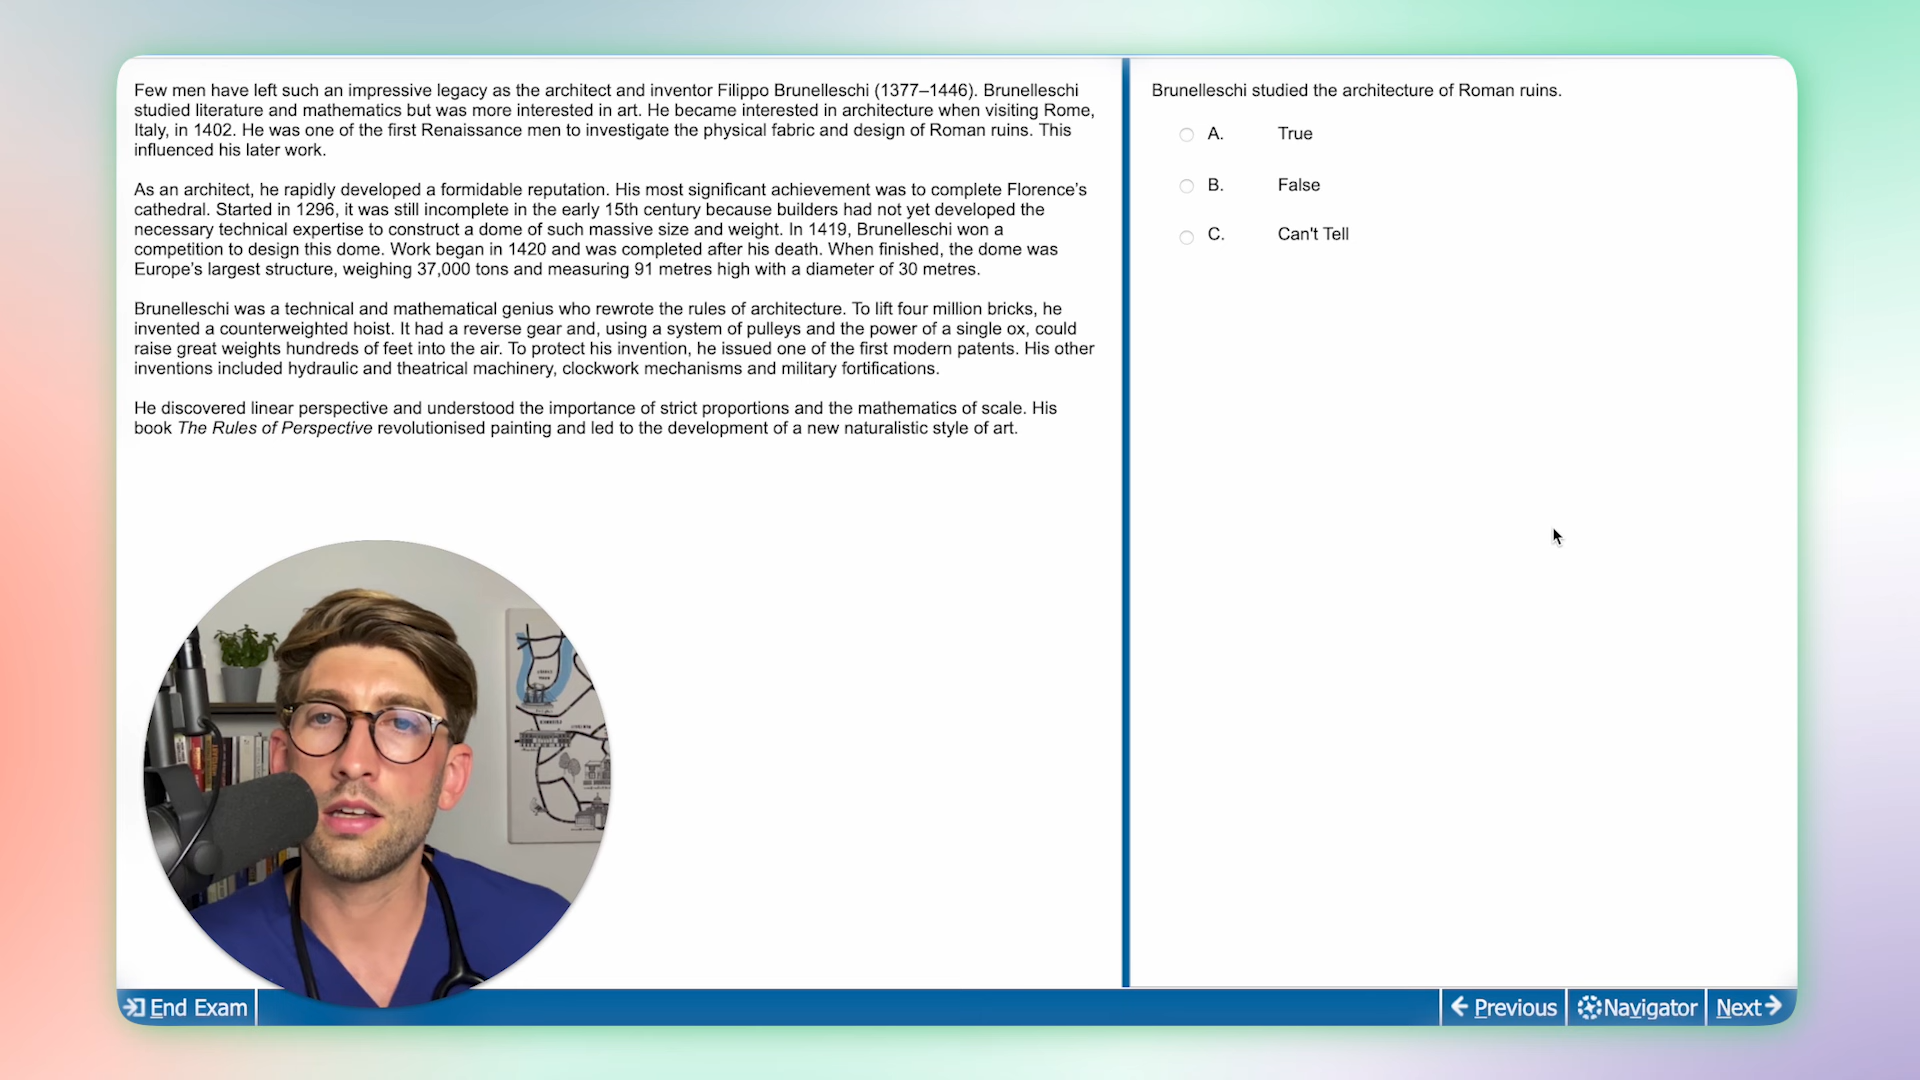 Few men have left such an impressive legacy as the architect and inventor Filippo Brunelleschi (1377–1446). Brunelleschi
studied literature and mathematics but was more interested in art. He became interested in architecture when visiting Rome,
Italy, in 1402. He was one of the first Renaissance men to investigate the physical fabric and design of Roman ruins. This
influenced his later work.
As an architect, he rapidly developed a formidable reputation. His most significant achievement was to complete Florence’s
cathedral. Started in 1296, it was still incomplete in the early 15th century because builders had not yet developed the
necessary technical expertise to construct a dome of such massive size and weight. In 1419, Brunelleschi won a
competition to design this dome. Work began in 1420 and was completed after his death. When finished, the dome was
Europe’s largest structure, weighing 37,000 tons and measuring 91 metres high with a diameter of 30 metres.
Brunelleschi was a technical and mathematical genius who rewrote the rules of architecture. To lift four million bricks, he
invented a counterweighted hoist. It had a reverse gear and, using a system of pulleys and the power of a single ox, could
raise great weights hundreds of feet into the air. To protect his invention, he issued one of the first modern patents. His other
inventions included hydraulic and theatrical machinery, clockwork mechanisms and military fortifications.
He discovered linear perspective and understood the importance of strict proportions and the mathematics of scale. His
book The Rules of Perspective revolutionised painting and led to the development of a new naturalistic style of art.
Brunelleschi studied the architecture of Roman ruins.
A. True
B. False
C. Can't Tell
End Exam
Previous
Navigator
Next